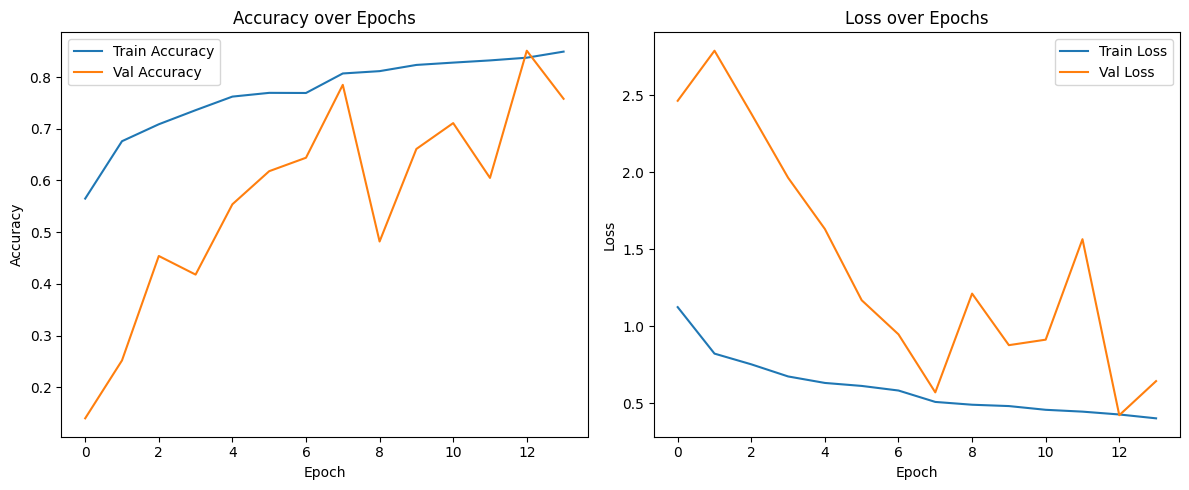 Accuracy over Epochs
Train Accuracy
Val Accuracy
Accuracy
0.8
0.7
0.6
0.5
0.4
0.3
0.2
0 2 4 6 8 10 12
Epoch
Loss over Epochs
Train Loss
Val Loss
Loss
2.5
2.0
1.5
1.0
0.5
0 2 4 6 8 10 12
Epoch